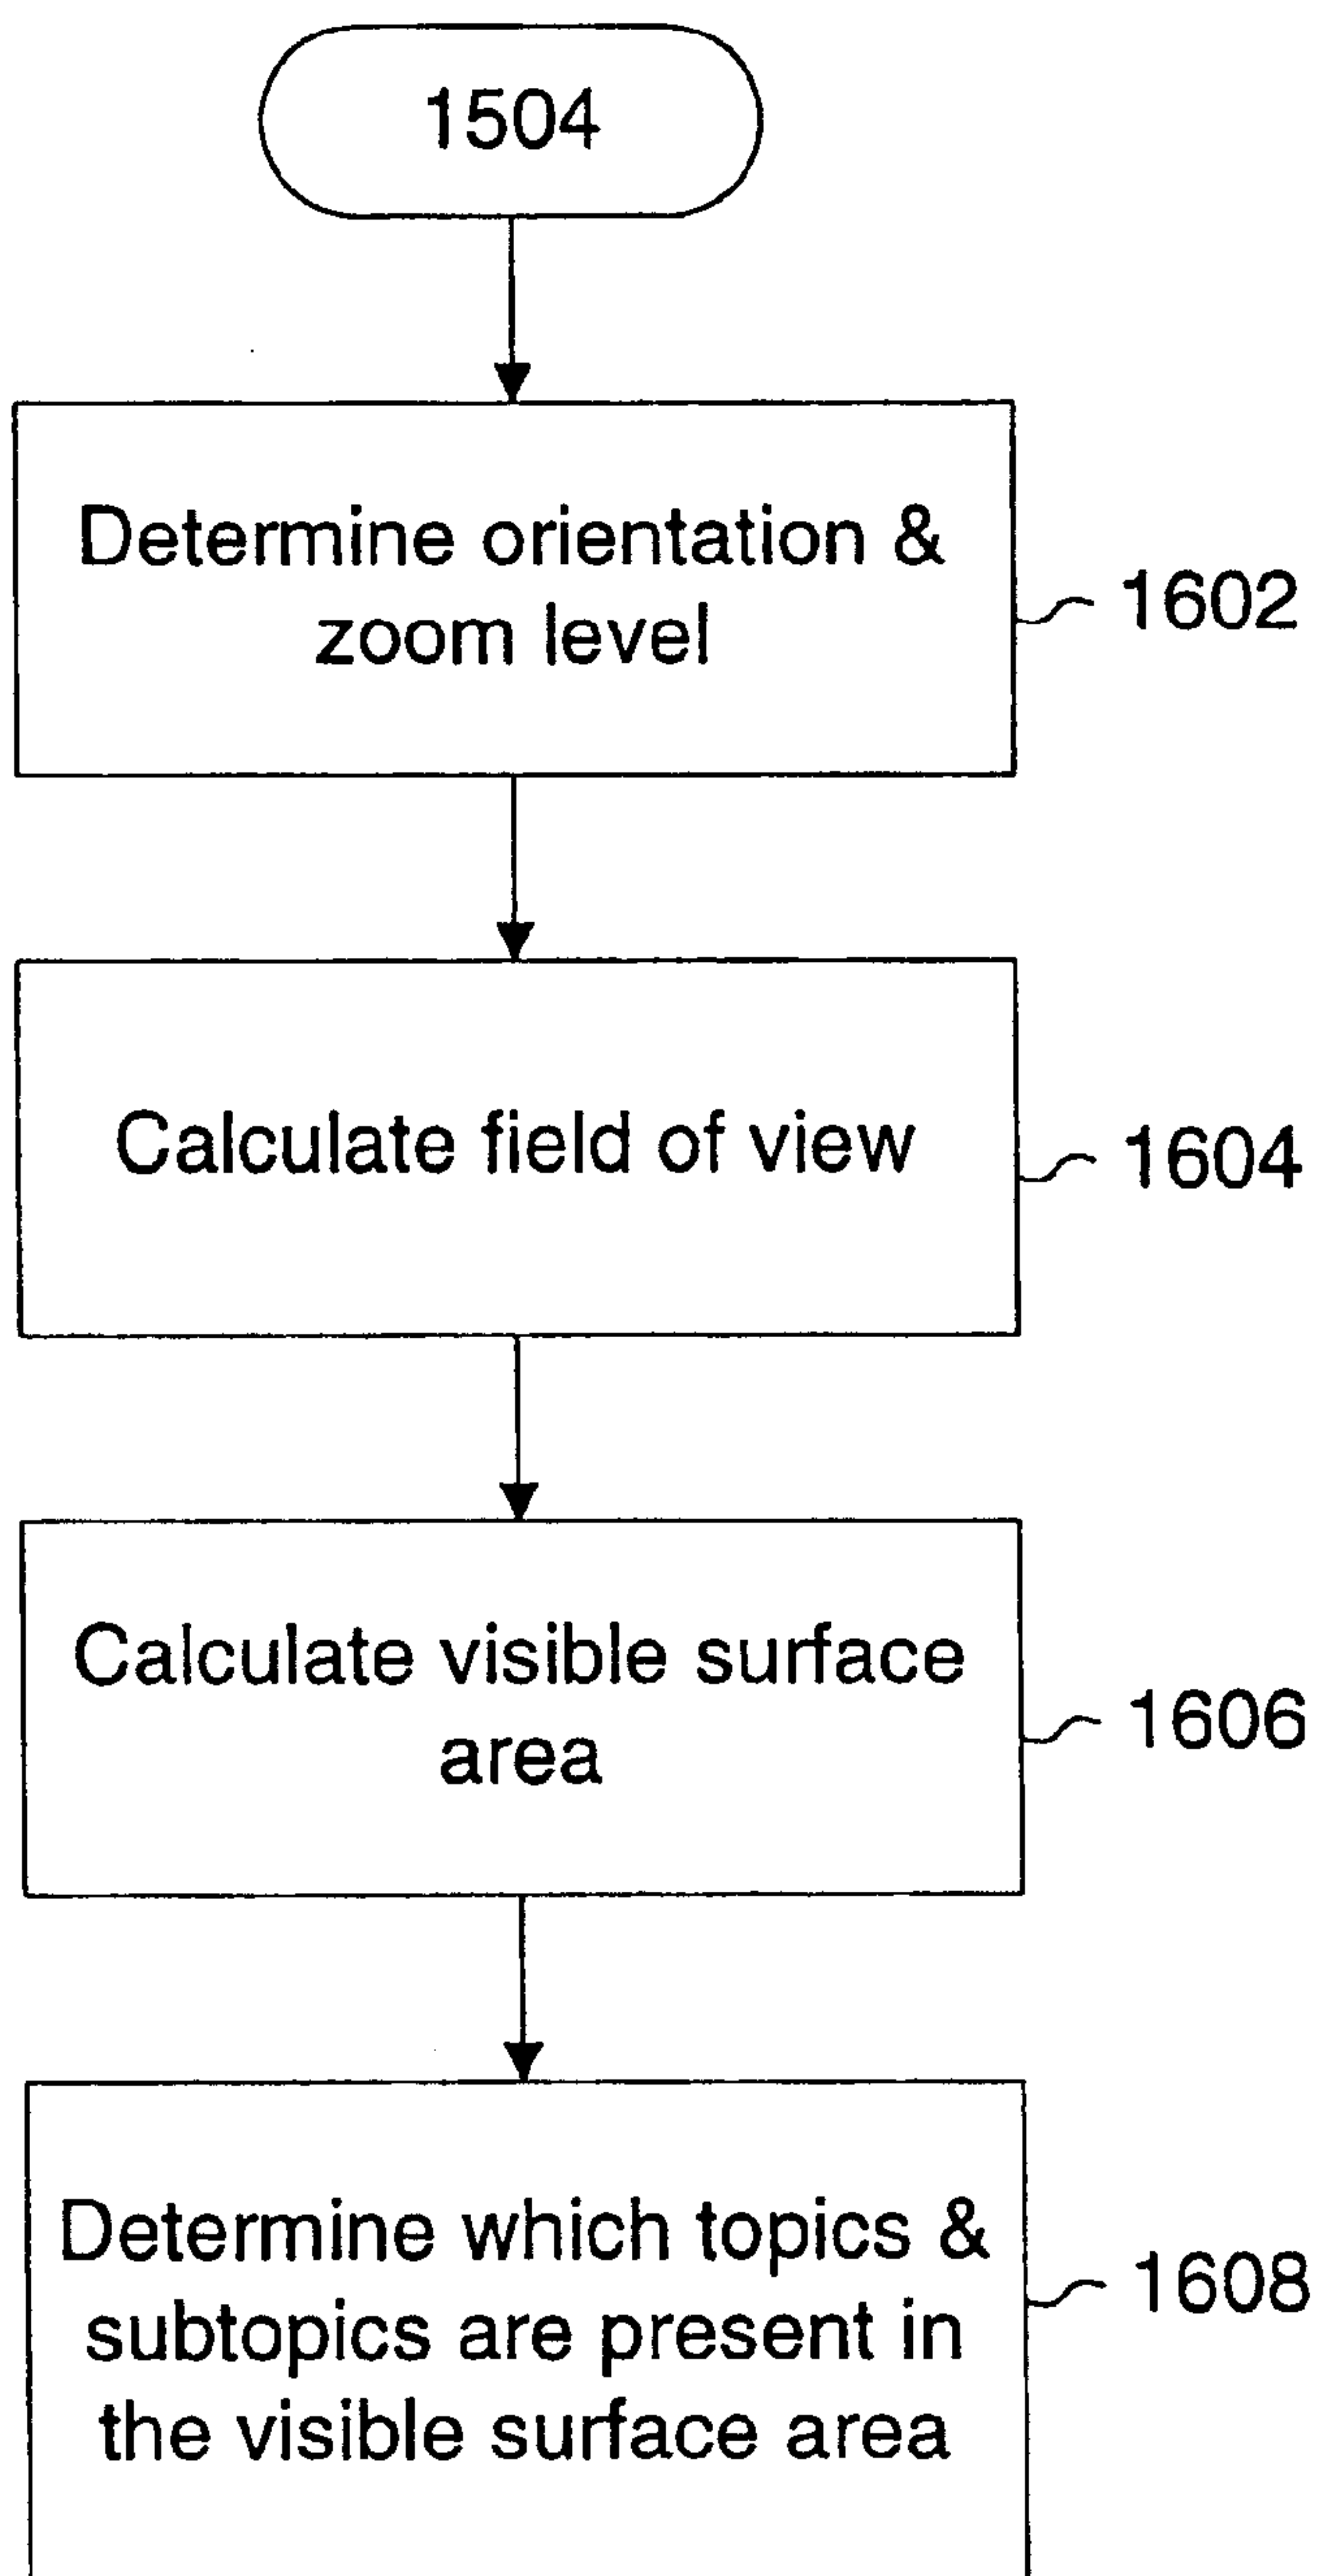 1504
Determine orientation &
zoom level
1602
Calculate field of view
1604
Calculate visible surface
area
1606
Determine which topics &
subtopics are present in
the visible surface area
1608